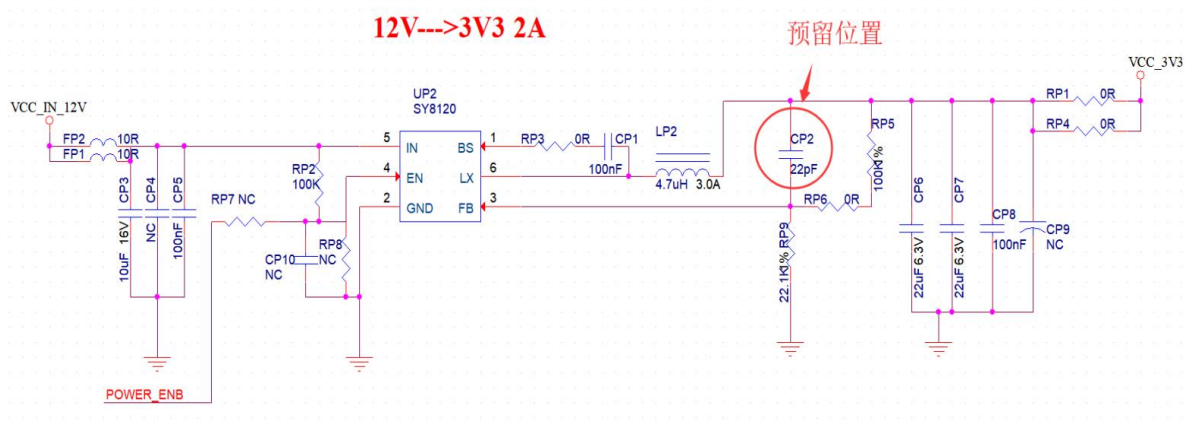 12V--->3V3 2A
预留位置
VCC_3V3
VCC_IN_12V
UP2
SY8120
FP2 10R
FP1 10R
5 IN
4 EN
2 GND
BS 1
LX 6
FB 3
RP3 0R
CP1
100nF
LP2
4.7uH 3.0A
CP2
22pF
RP5
100K1%
RP6 0R
RP9
22.1K1%
RP1 0R
RP4 0R
CP3
10uF 16V
CP4
NC
CP5
100nF
RP2
100K
RP7 NC
RP8
NC
CP10
NC
CP6
22uF 6.3V
CP7
22uF 6.3V
CP8
100nF
CP9
NC
POWER_ENB